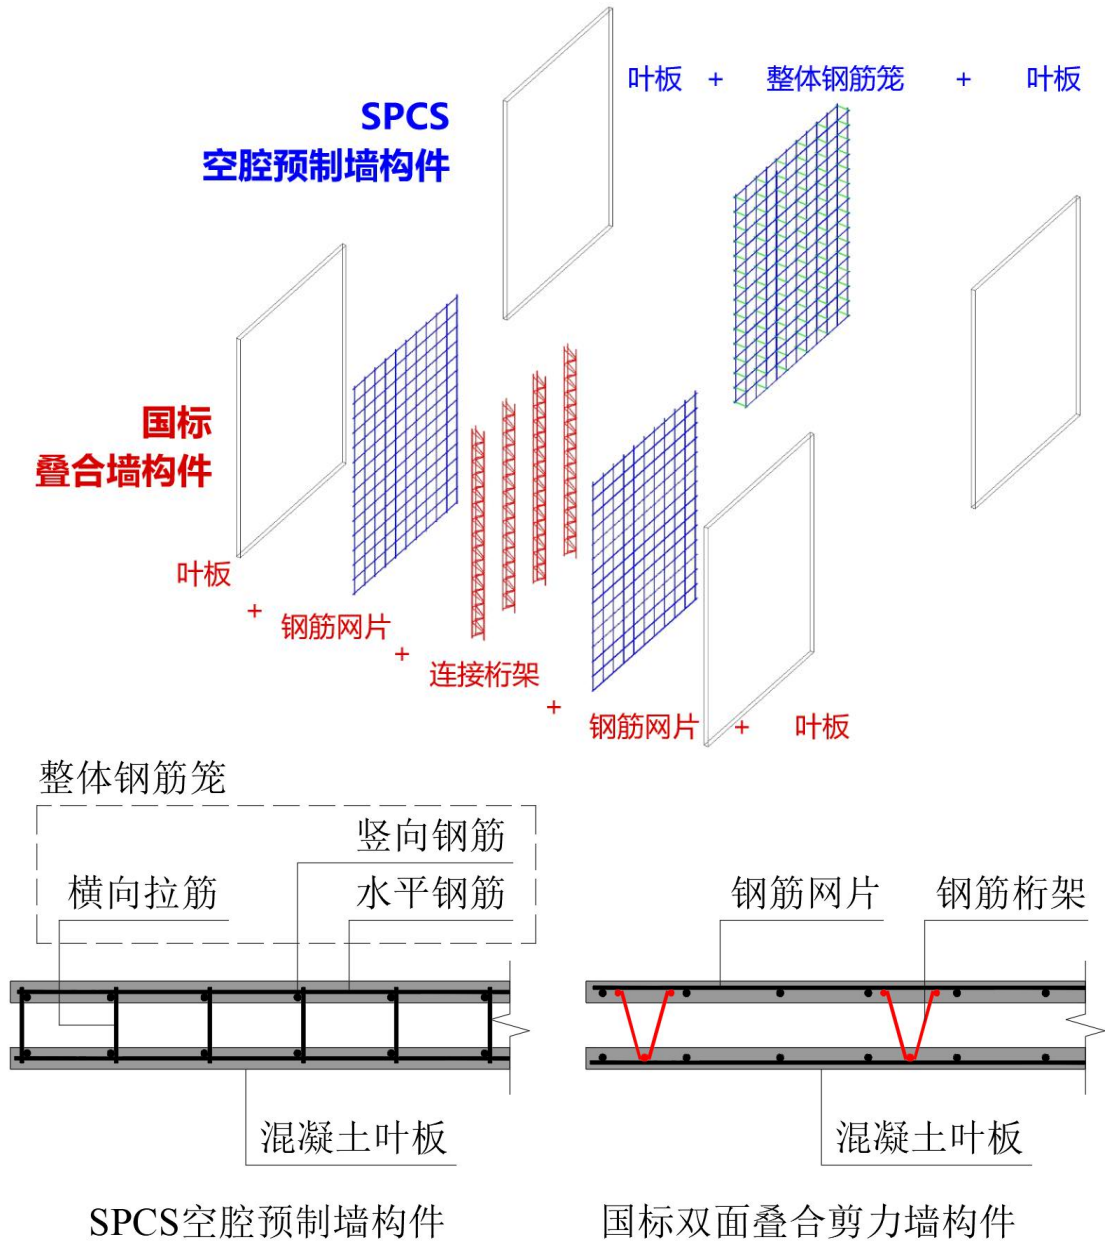 叶板 + 整体钢筋笼 + 叶板
SPCS
空腔预制墙构件
国标
叠合墙构件
叶板
+
钢筋网片
+
连接桁架
+
钢筋网片 + 叶板
整体钢筋笼
竖向钢筋
横向拉筋
水平钢筋
混凝土叶板
SPCS空腔预制墙构件
钢筋网片
钢筋桁架
混凝土叶板
国标双面叠合剪力墙构件